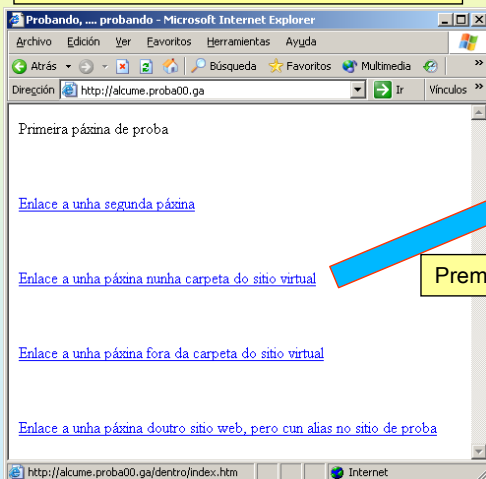 Probando, .... probando - Microsoft Internet Explorer
Archivo Edición Ver Favoritos Herramientas Ayuda
Atrás Búsqueda Favoritos Multimedia »
Dirección http://alcume.proba00.ga Ir Vínculos »
Primeira páxina de proba
Enlace a unha segunda páxina
Enlace a unha páxina nunha carpeta do sitio virtual
Prem
Enlace a unha páxina fora da carpeta do sitio virtual
Enlace a unha páxina doutro sitio web, pero cun alias no sitio de proba
http://alcume.proba00.ga/dentro/index.htm Internet